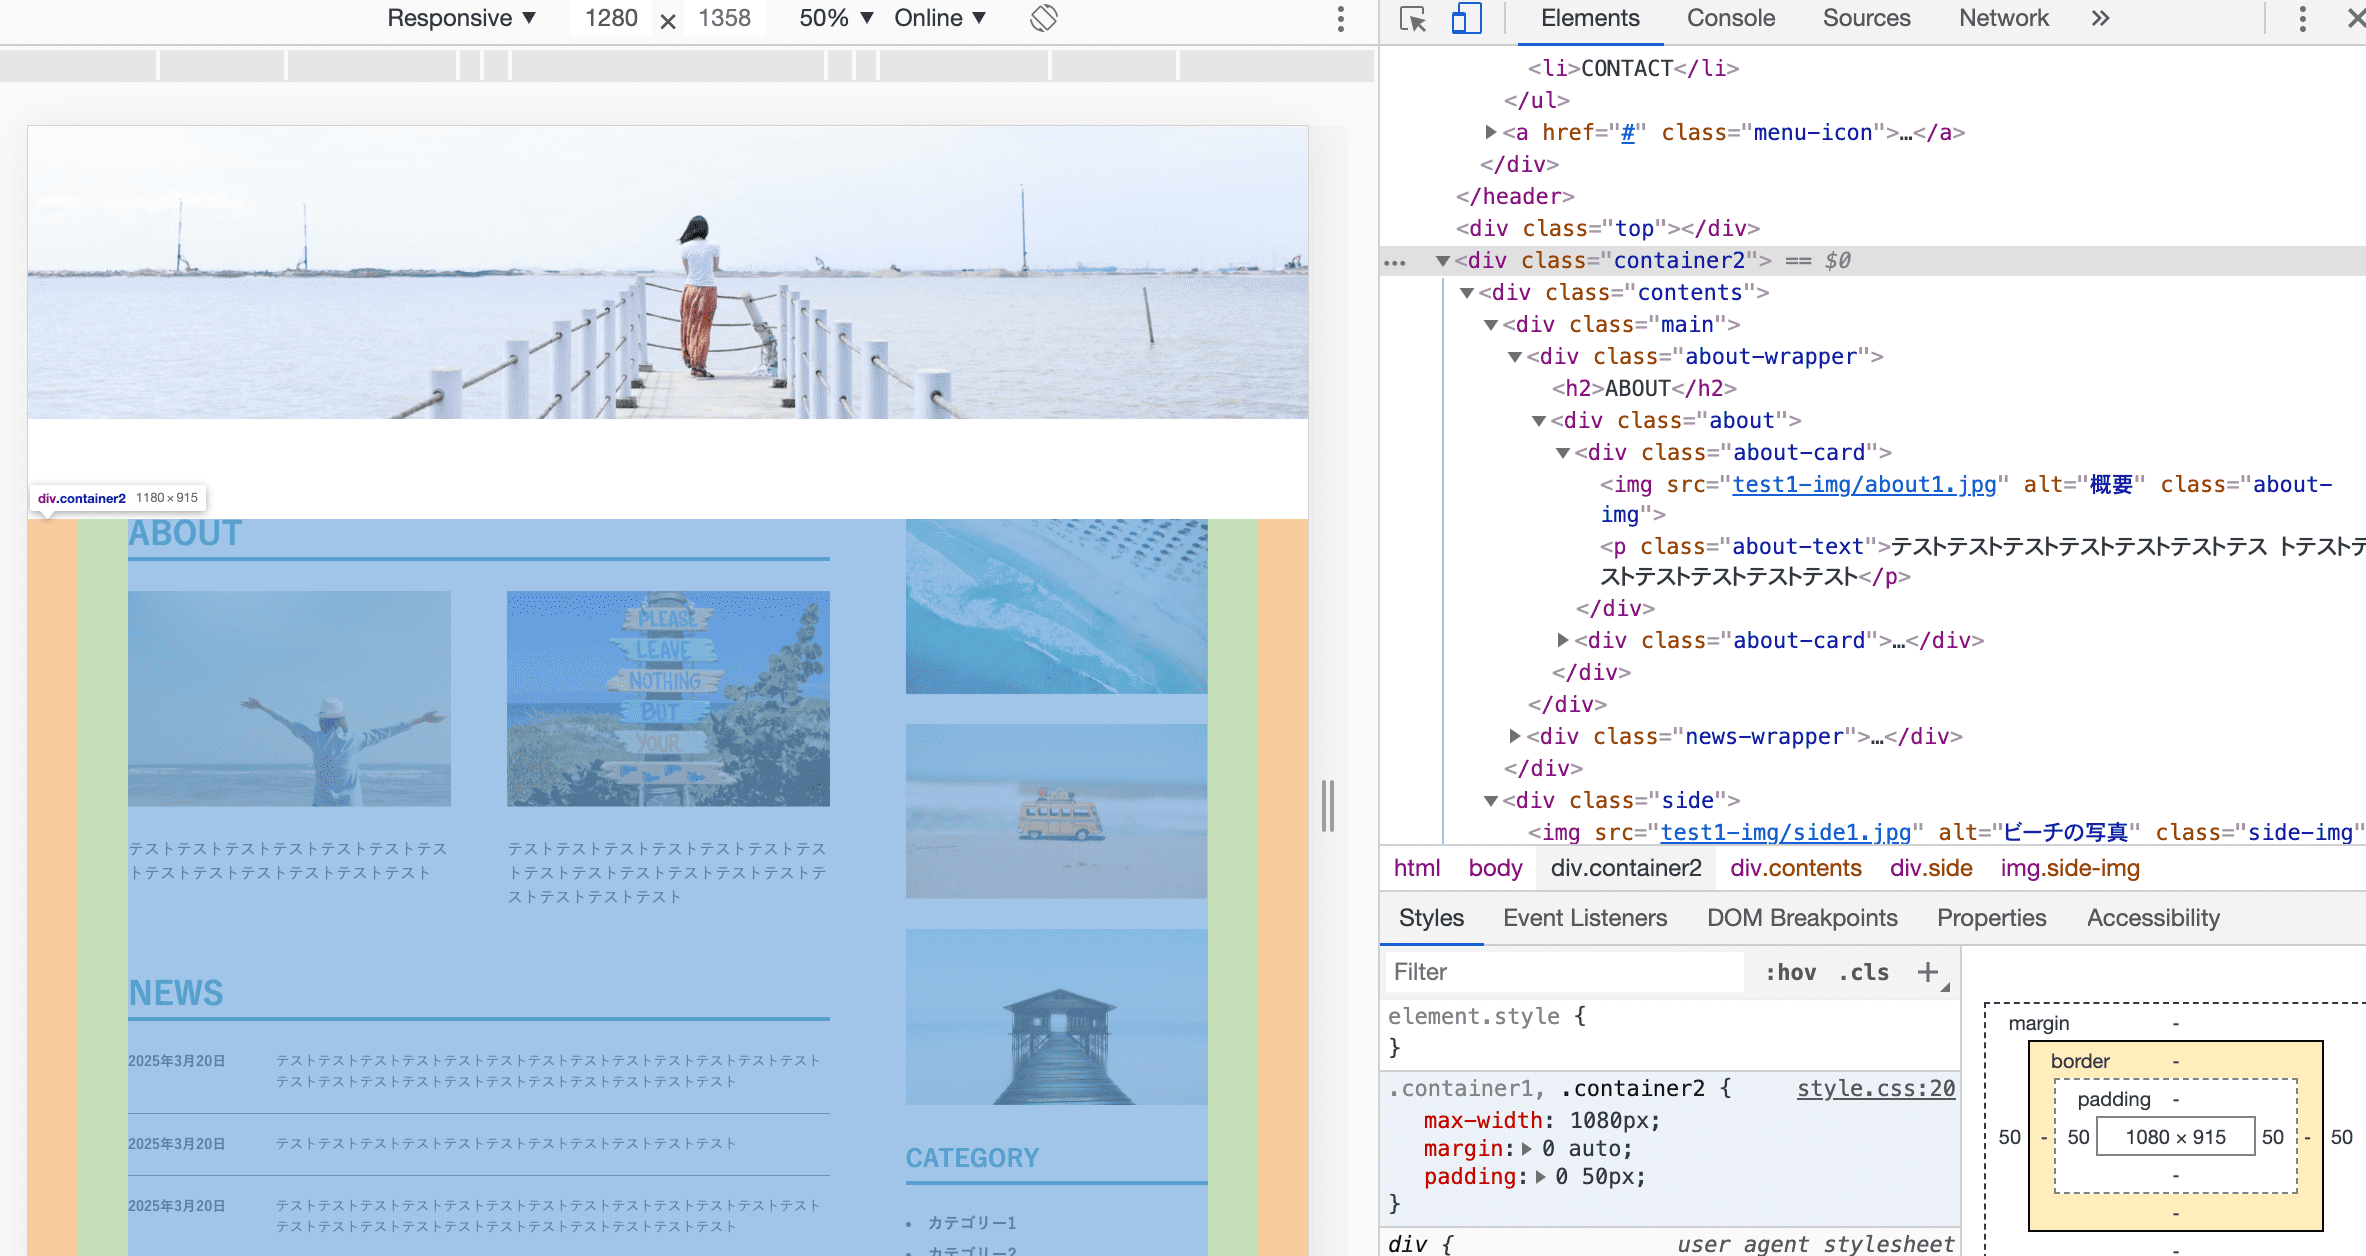 Responsive ▼ 1280 × 1358 50% ▼ Online ▼
Elements Console Sources Network »
<li>CONTACT</li>
</ul>
▶<a href="#" class="menu-icon">…</a>
</div>
</header>
<div class="top"></div>
… ▼<div class="container2"> == $0
▼<div class="contents">
▼<div class="main">
▼<div class="about-wrapper">
<h2>ABOUT</h2>
▼<div class="about">
▼<div class="about-card">
<img src="test1-img/about1.jpg" alt="概要" class="about-
img">
<p class="about-text">テストテストテストテストテストテストテストテス トテストテ
ストテストテストテストテスト</p>
</div>
▶<div class="about-card">…</div>
</div>
</div>
▶<div class="news-wrapper">…</div>
</div>
▼<div class="side">
<img src="test1-img/side1.jpg" alt="ビーチの写真" class="side-img"
html body div.container2 div.contents div.side img.side-img
Styles Event Listeners DOM Breakpoints Properties Accessibility
Filter :hov .cls +
element.style {
}
.container1, .container2 { style.css:20
max-width: 1080px;
margin:▶ 0 auto;
padding:▶ 0 50px;
}
div { user agent stylesheet
margin -
border -
padding -
50 - 50 1080 × 915 50 - 50
-
-
-
div.container2 1180 × 915
ABOUT
PLEASE
LEAVE
NOTHING
BUT
YOUR
テストテストテストテストテストテストテストテス
トテストテストテストテストテストテストテスト
テストテストテストテストテストテストテストテス
トテストテストテストテストテストテストテストテ
ストテストテストテスト
NEWS
2025年3月20日 テストテストテストテストテストテストテストテストテストテストテストテストテスト
テストテストテストテストテストテストテストテストテストテストテスト
2025年3月20日 テストテストテストテストテストテストテストテストテストテストテスト
2025年3月20日 テストテストテストテストテストテストテストテストテストテストテストテストテスト
テストテストテストテストテストテストテストテストテストテストテスト
CATEGORY
• カテゴリー1
• カテゴリー2